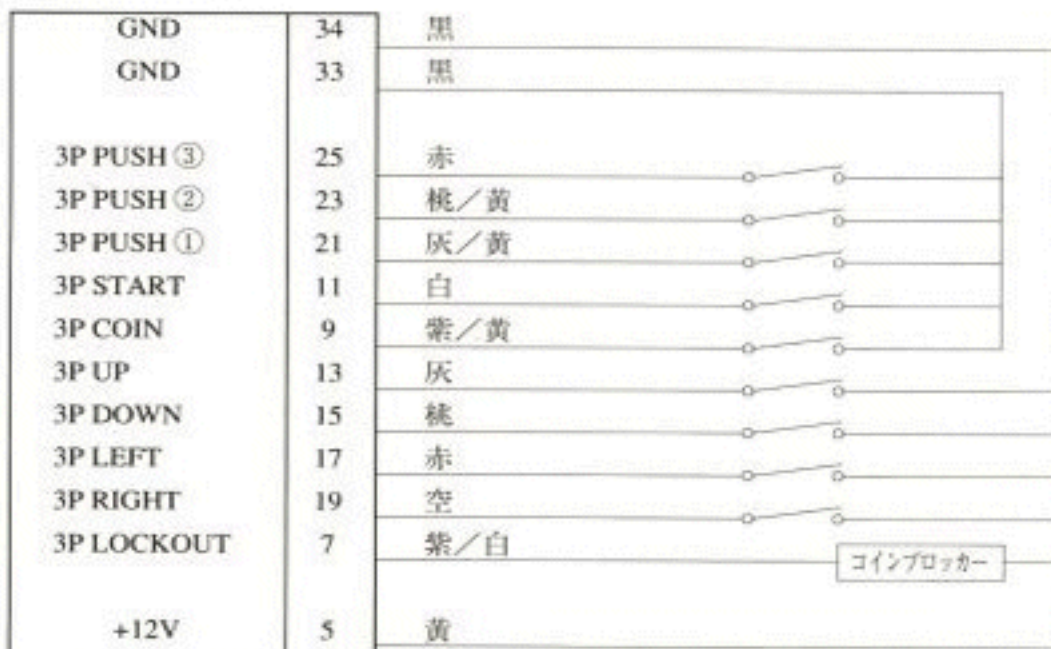 GND 34 黒
GND 33 黒
3P PUSH ③ 25 赤
3P PUSH ② 23 桃／黄
3P PUSH ① 21 灰／黄
3P START 11 白
3P COIN 9 紫／黄
3P UP 13 灰
3P DOWN 15 桃
3P LEFT 17 赤
3P RIGHT 19 空
3P LOCKOUT 7 紫／白
コインブロッカー
+12V 5 黄